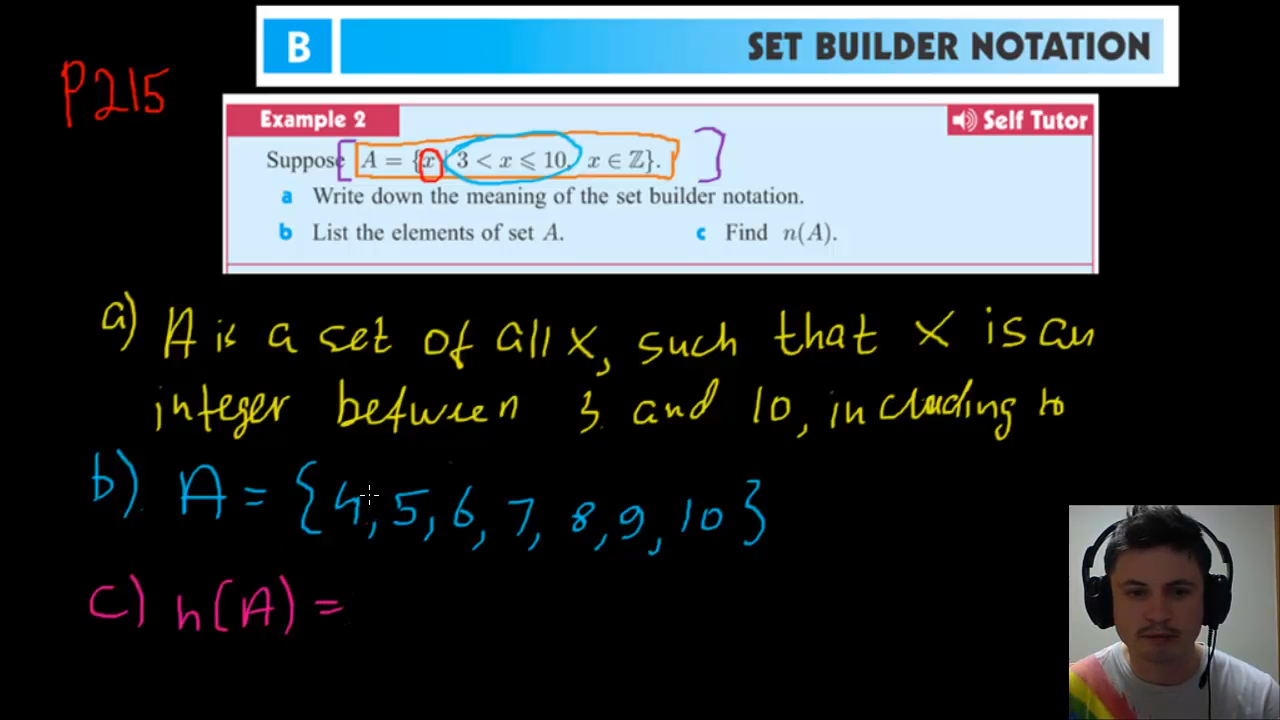 B SET BUILDER NOTATION
P215
Example 2 Self Tutor
Suppose A = {x | 3 < x ⩽ 10, x ∈ ℤ}.
a Write down the meaning of the set builder notation.
b List the elements of set A. c Find n(A).
a) A is a set of all x, such that x is an
integer between 3 and 10, including 10
b). A = {4, 5, 6, 7, 8, 9, 10}
c) n(A) =